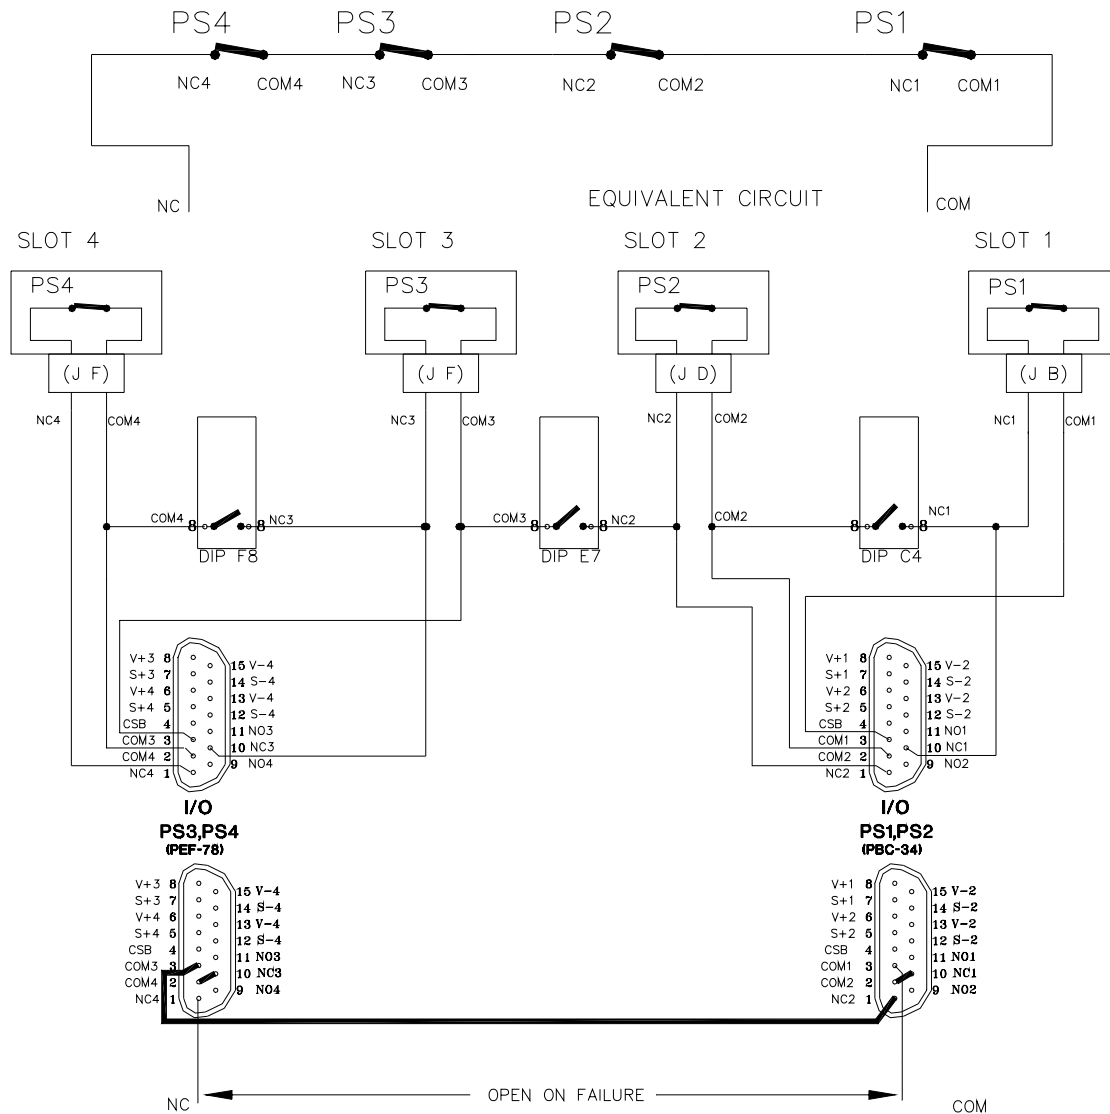 PS4 PS3 PS2 PS1
NC4 COM4 NC3 COM3 NC2 COM2 NC1 COM1
NC EQUIVALENT CIRCUIT COM
SLOT 4 SLOT 3 SLOT 2 SLOT 1
PS4 PS3 PS2 PS1
(J F) (J F) (J D) (J B)
NC4 COM4 NC3 COM3 NC2 COM2 NC1 COM1
COM4 8 8 NC3 COM3 8 8 NC2 COM2 8 8 NC1
DIP F8 DIP E7 DIP C4
V+3 8
S+3 7
V+4 6
S+4 5
CSB 4
COM3 3
COM4 2
NC4 1
15 V-4
14 S-4
13 V-4
12 S-4
11 NO3
10 NC3
9 NO4
I/O
PS3,PS4
(PEF-78)
V+1 8
S+1 7
V+2 6
S+2 5
CSB 4
COM1 3
COM2 2
NC2 1
15 V-2
14 S-2
13 V-2
12 S-2
11 NO1
10 NC1
9 NO2
I/O
PS1,PS2
(PBC-34)
V+3 8
S+3 7
V+4 6
S+4 5
CSB 4
COM3 3
COM4 2
NC4 1
15 V-4
14 S-4
13 V-4
12 S-4
11 NO3
10 NC3
9 NO4
V+1 8
S+1 7
V+2 6
S+2 5
CSB 4
COM1 3
COM2 2
NC2 1
15 V-2
14 S-2
13 V-2
12 S-2
11 NO1
10 NC1
9 NO2
NC OPEN ON FAILURE COM